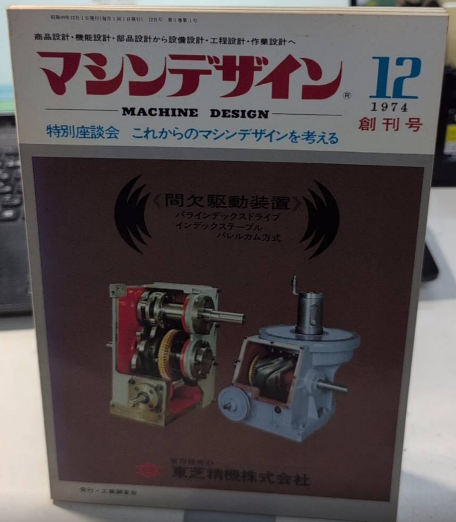 商品設計・機能設計・部品設計から設備設計・工程設計・作業設計へ
マシンデザイン®
MACHINE DESIGN
12
1974
創刊号
特別座談会 これからのマシンデザインを考える
《間欠駆動装置》
パラインデックスドライブ
インデックステーブル
バレルカム方式
東芝精機株式会社